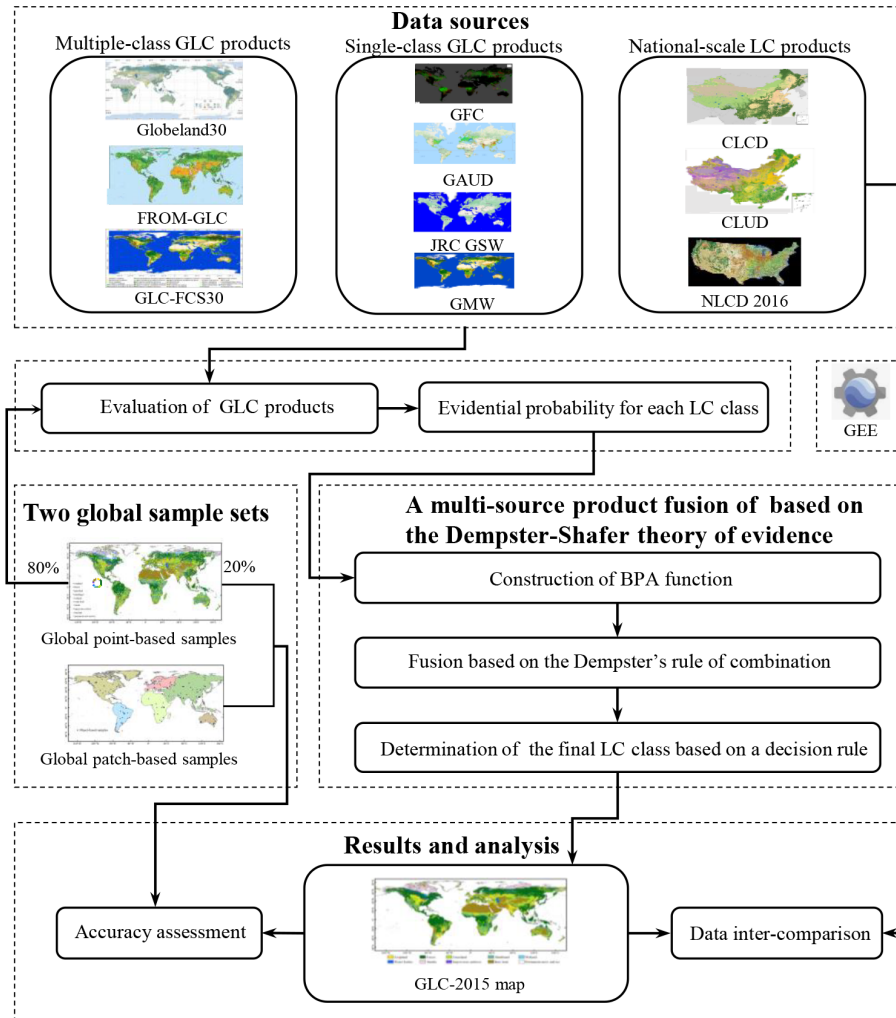 Data sources
Multiple-class GLC products
Single-class GLC products
National-scale LC products
Globeland30
FROM-GLC
GLC-FCS30
GFC
GAUD
JRC GSW
GMW
CLCD
CLUD
NLCD 2016
Evaluation of GLC products
Evidential probability for each LC class
GEE
Two global sample sets
80%
20%
Global point-based samples
Global patch-based samples
A multi-source product fusion of based on
the Dempster-Shafer theory of evidence
Construction of BPA function
Fusion based on the Dempster's rule of combination
Determination of the final LC class based on a decision rule
Results and analysis
Accuracy assessment
GLC-2015 map
Data inter-comparison